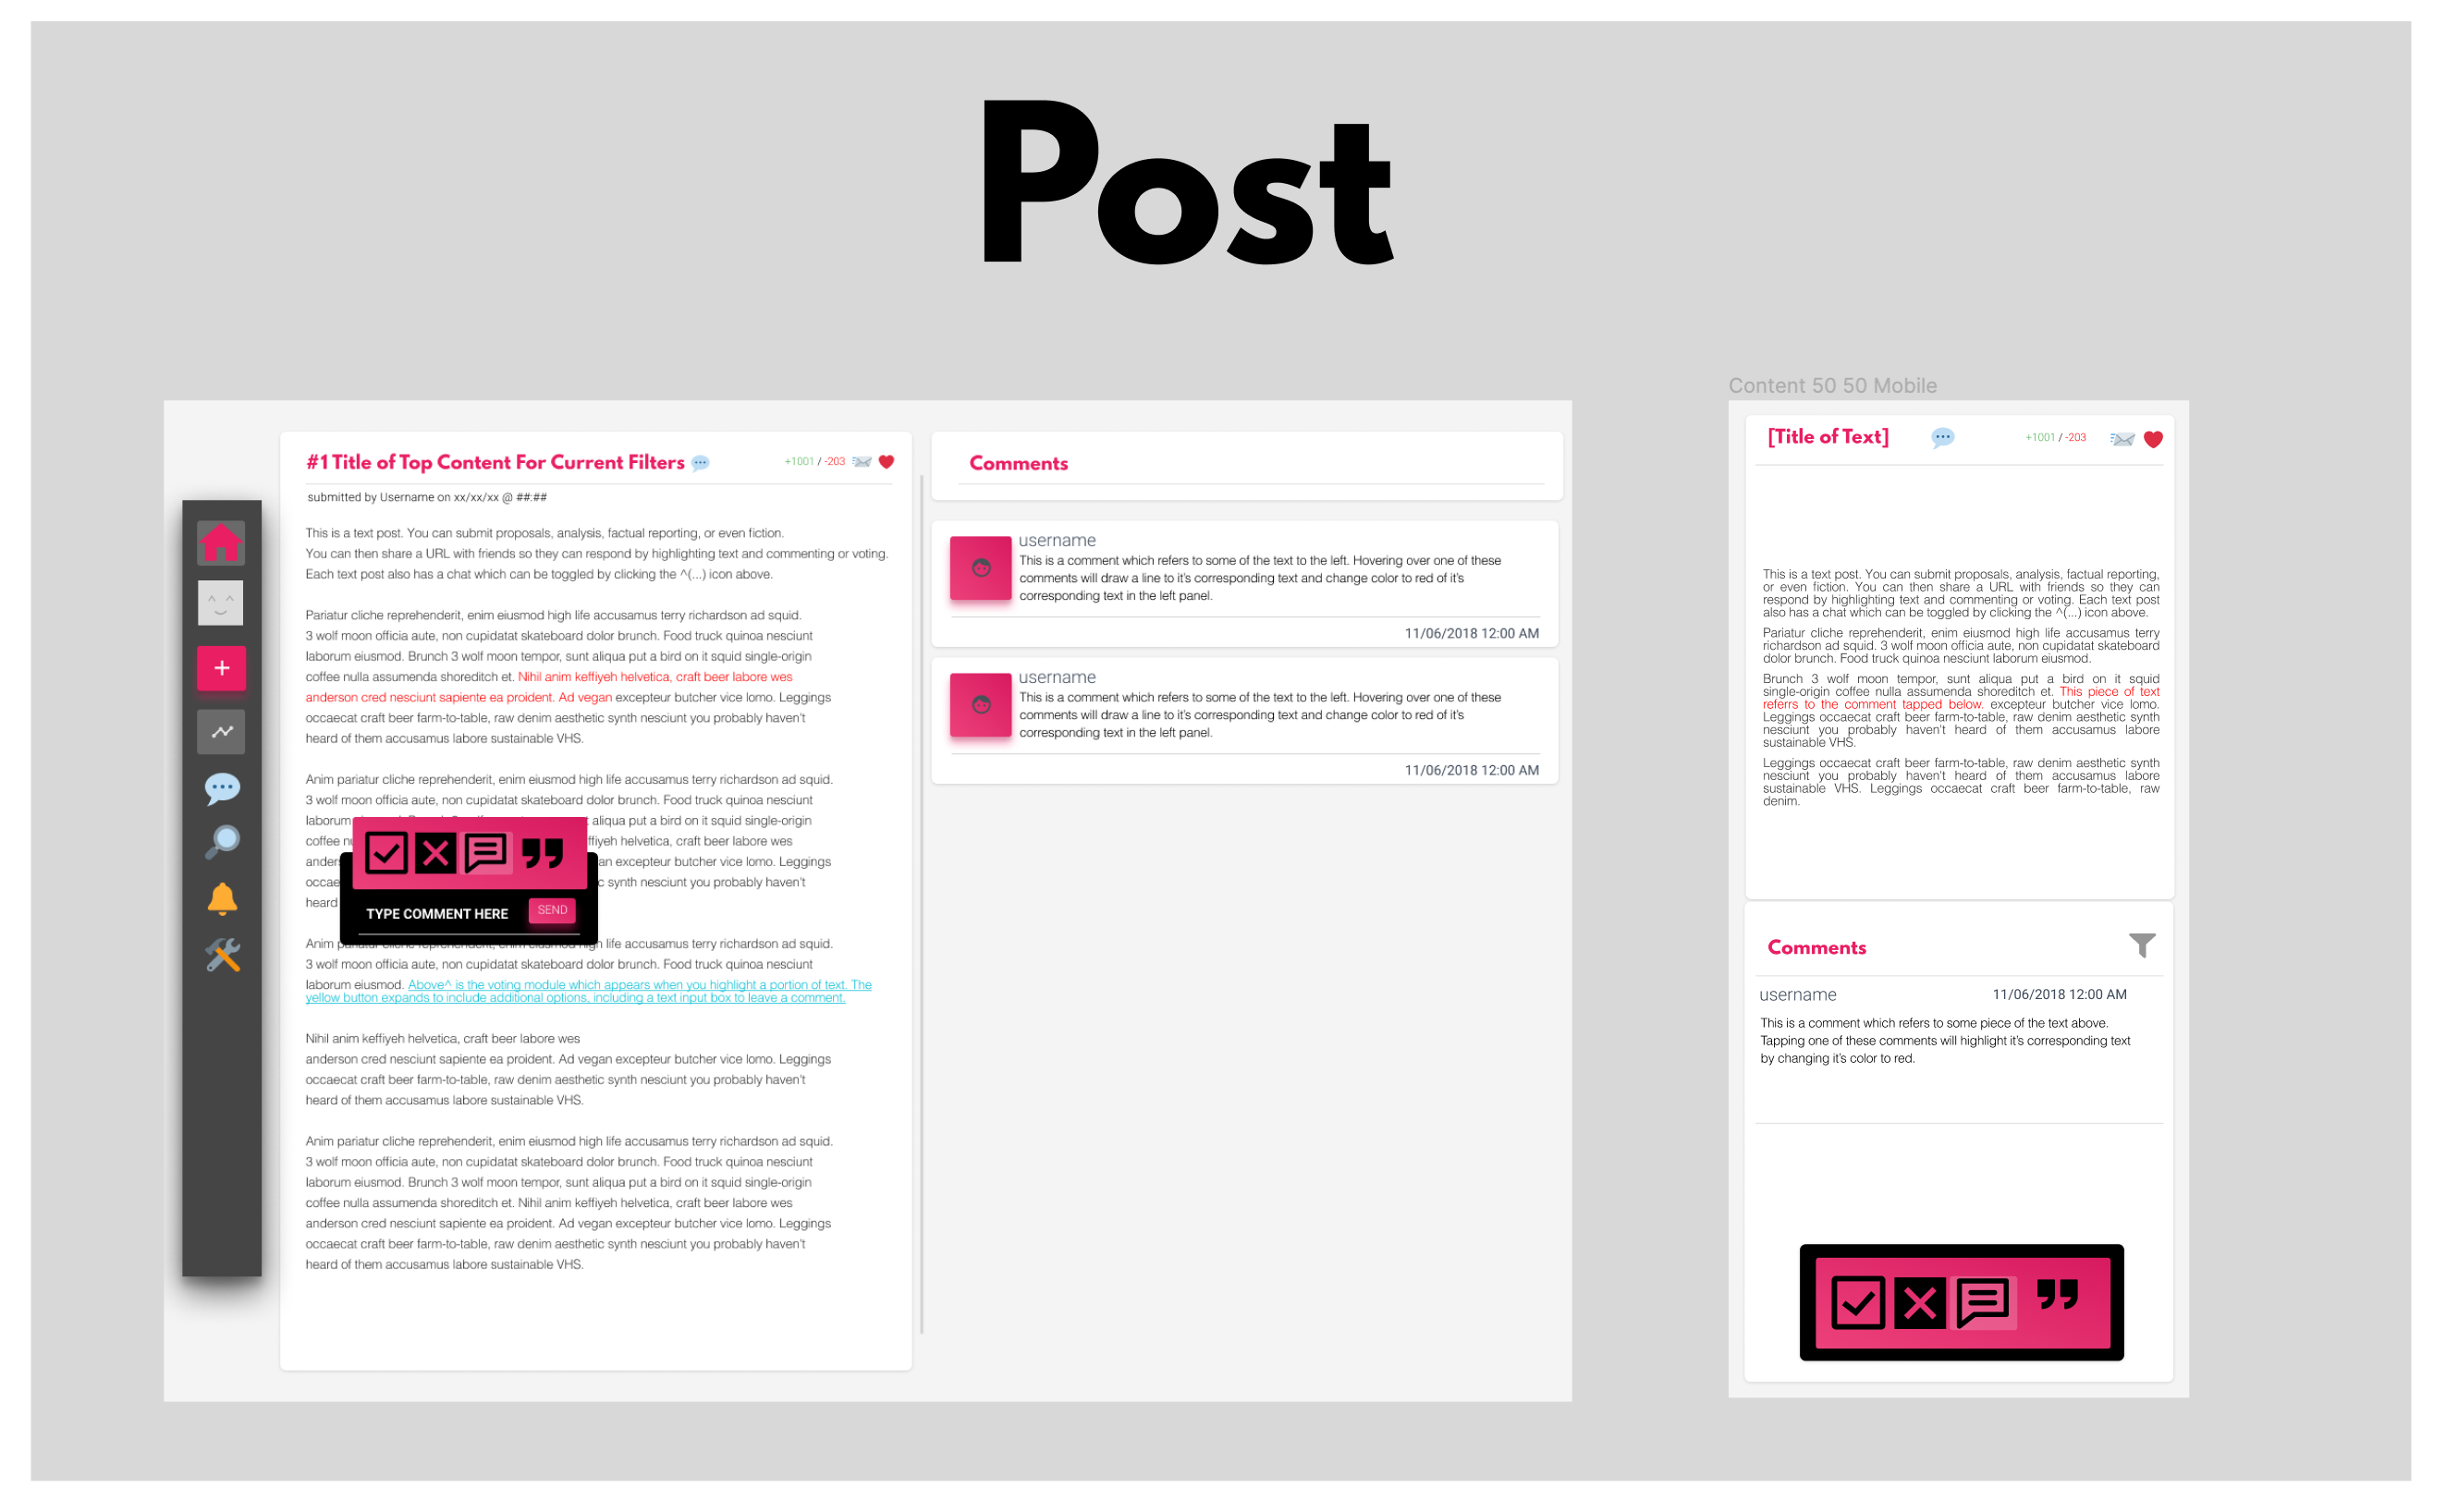 Post
#1 Title of Top Content For Current Filters
+1001 / -203
submitted by Username on xx/xx/xx @ ##:##
This is a text post. You can submit proposals, analysis, factual reporting, or even fiction.
You can then share a URL with friends so they can respond by highlighting text and commenting or voting.
Each text post also has a chat which can be toggled by clicking the ^(...) icon above.
Pariatur cliche reprehenderit, enim eiusmod high life accusamus terry richardson ad squid.
3 wolf moon officia aute, non cupidatat skateboard dolor brunch. Food truck quinoa nesciunt
laborum eiusmod. Brunch 3 wolf moon tempor, sunt aliqua put a bird on it squid single-origin
coffee nulla assumenda shoreditch et. Nihil anim keffiyeh helvetica, craft beer labore wes
anderson cred nesciunt sapiente ea proident. Ad vegan excepteur butcher vice lomo. Leggings
occaecat craft beer farm-to-table, raw denim aesthetic synth nesciunt you probably haven't
heard of them accusamus labore sustainable VHS.
Anim pariatur cliche reprehenderit, enim eiusmod high life accusamus terry richardson ad squid.
3 wolf moon officia aute, non cupidatat skateboard dolor brunch. Food truck quinoa nesciunt
laborum aliqua put a bird on it squid single-origin
helvetica, craft beer labore wes
excepteur butcher vice lomo. Leggings
synth nesciunt you probably haven't
heard
TYPE COMMENT HERE
SEND
Anim life accusamus terry richardson ad squid.
3 wolf moon officia aute, non cupidatat skateboard dolor brunch. Food truck quinoa nesciunt
laborum eiusmod. Above^ is the voting module which appears when you highlight a portion of text. The
yellow button expands to include additional options, including a text input box to leave a comment.
Nihil anim keffiyeh helvetica, craft beer labore wes
anderson cred nesciunt sapiente ea proident. Ad vegan excepteur butcher vice lomo. Leggings
occaecat craft beer farm-to-table, raw denim aesthetic synth nesciunt you probably haven't
heard of them accusamus labore sustainable VHS.
Anim pariatur cliche reprehenderit, enim eiusmod high life accusamus terry richardson ad squid.
3 wolf moon officia aute, non cupidatat skateboard dolor brunch. Food truck quinoa nesciunt
laborum eiusmod. Brunch 3 wolf moon tempor, sunt aliqua put a bird on it squid single-origin
coffee nulla assumenda shoreditch et. Nihil anim keffiyeh helvetica, craft beer labore wes
anderson cred nesciunt sapiente ea proident. Ad vegan excepteur butcher vice lomo. Leggings
occaecat craft beer farm-to-table, raw denim aesthetic synth nesciunt you probably haven't
heard of them accusamus labore sustainable VHS.
Comments
username
This is a comment which refers to some of the text to the left. Hovering over one of these
comments will draw a line to it's corresponding text and change color to red of it's
corresponding text in the left panel.
11/06/2018 12:00 AM
username
This is a comment which refers to some of the text to the left. Hovering over one of these
comments will draw a line to it's corresponding text and change color to red of it's
corresponding text in the left panel.
11/06/2018 12:00 AM
Content 50 50 Mobile
[Title of Text]
+1001 / -203
This is a text post. You can submit proposals, analysis, factual reporting,
or even fiction. You can then share a URL with friends so they can
respond by highlighting text and commenting or voting. Each text post
also has a chat which can be toggled by clicking the ^(...) icon above.
Pariatur cliche reprehenderit, enim eiusmod high life accusamus terry
richardson ad squid. 3 wolf moon officia aute, non cupidatat skateboard
dolor brunch. Food truck quinoa nesciunt laborum eiusmod.
Brunch 3 wolf moon tempor, sunt aliqua put a bird on it squid
single-origin coffee nulla assumenda shoreditch et. This piece of text
referrs to the comment tapped below. excepteur butcher vice lomo.
Leggings occaecat craft beer farm-to-table, raw denim aesthetic synth
nesciunt you probably haven't heard of them accusamus labore
sustainable VHS.
Leggings occaecat craft beer farm-to-table, raw denim aesthetic synth
nesciunt you probably haven't heard of them accusamus labore
sustainable VHS. Leggings occaecat craft beer farm-to-table, raw
denim.
Comments
username
11/06/2018 12:00 AM
This is a comment which refers to some piece of the text above.
Tapping one of these comments will highlight it's corresponding text
by changing it's color to red.